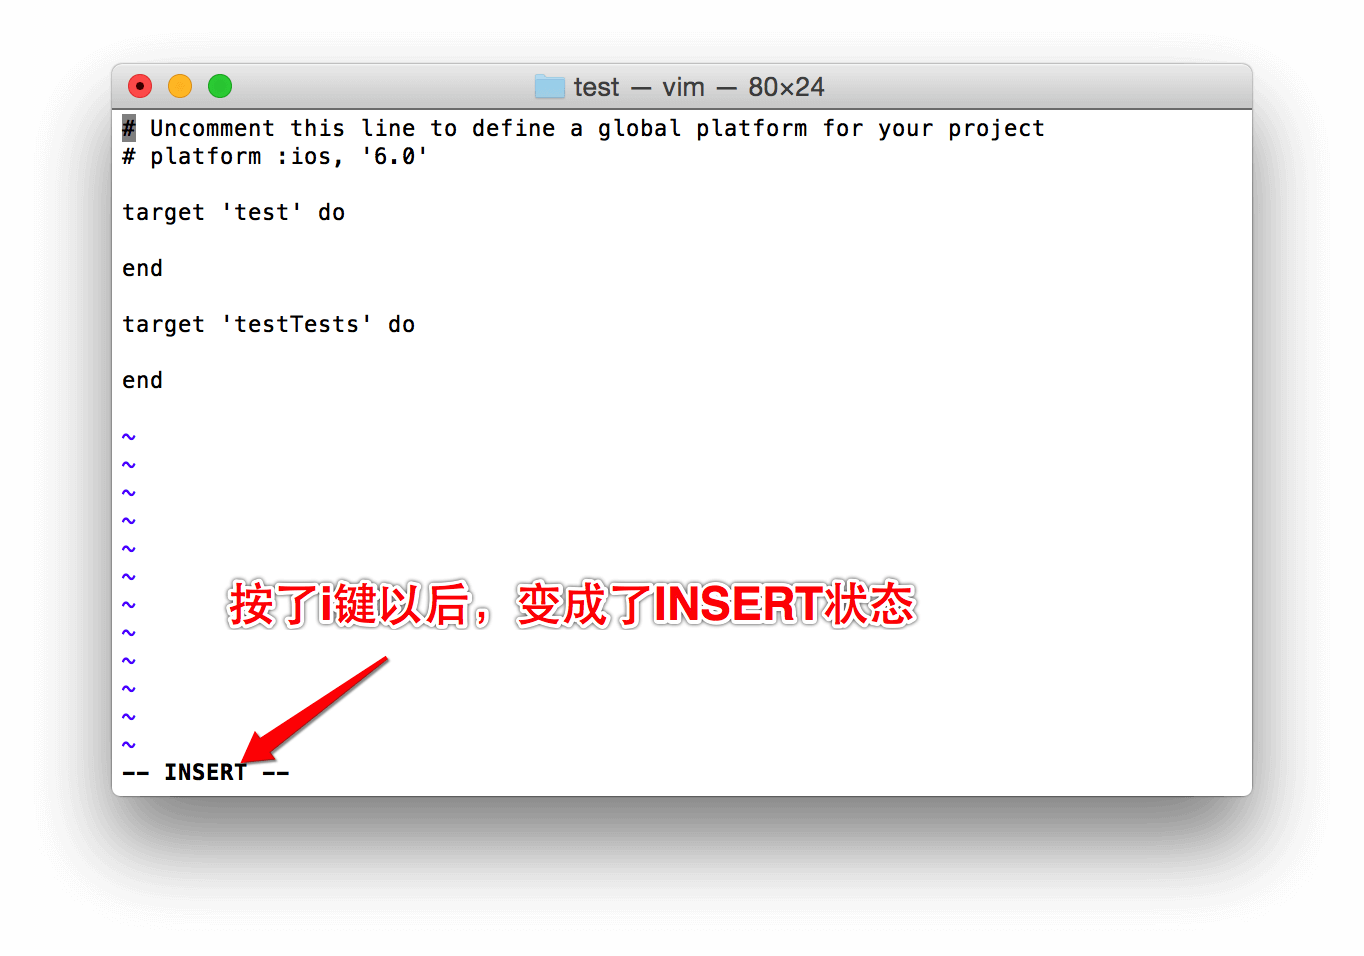 test — vim — 80×24
# Uncomment this line to define a global platform for your project
# platform :ios, '6.0'
target 'test' do
end
target 'testTests' do
end
~
~
~
~
~
~
~
~
~
~
~
~
按了i键以后，变成了INSERT状态
-- INSERT --